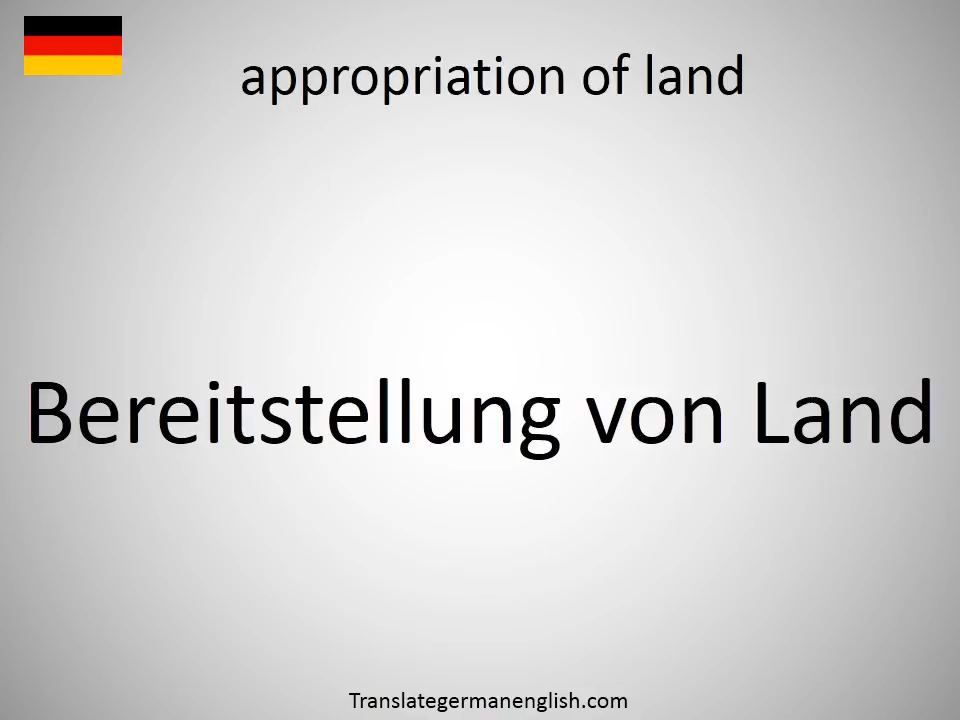 appropriation of land
Bereitstellung von Land
Translategermanenglish.com